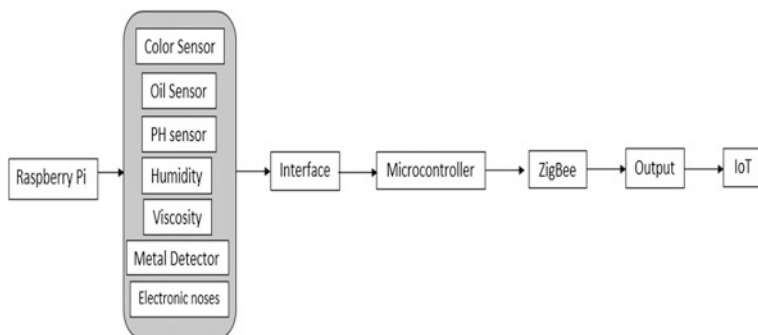 Color Sensor
Oil Sensor
PH sensor
Humidity
Viscosity
Metal Detector
Electronic noses
Raspberry Pi
Interface
Microcontroller
ZigBee
Output
IoT